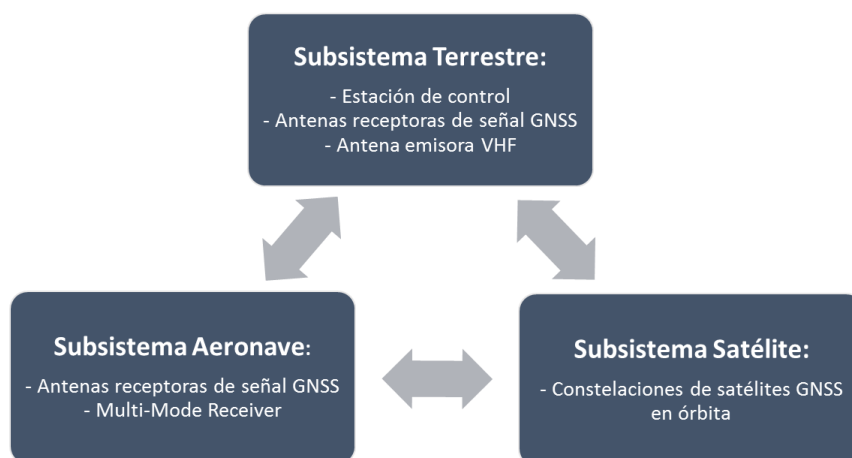 Subsistema Terrestre:
- Estación de control
- Antenas receptoras de señal GNSS
- Antena emisora VHF
Subsistema Aeronave:
- Antenas receptoras de señal GNSS
- Multi-Mode Receiver
Subsistema Satélite:
- Constelaciones de satélites GNSS
en órbita